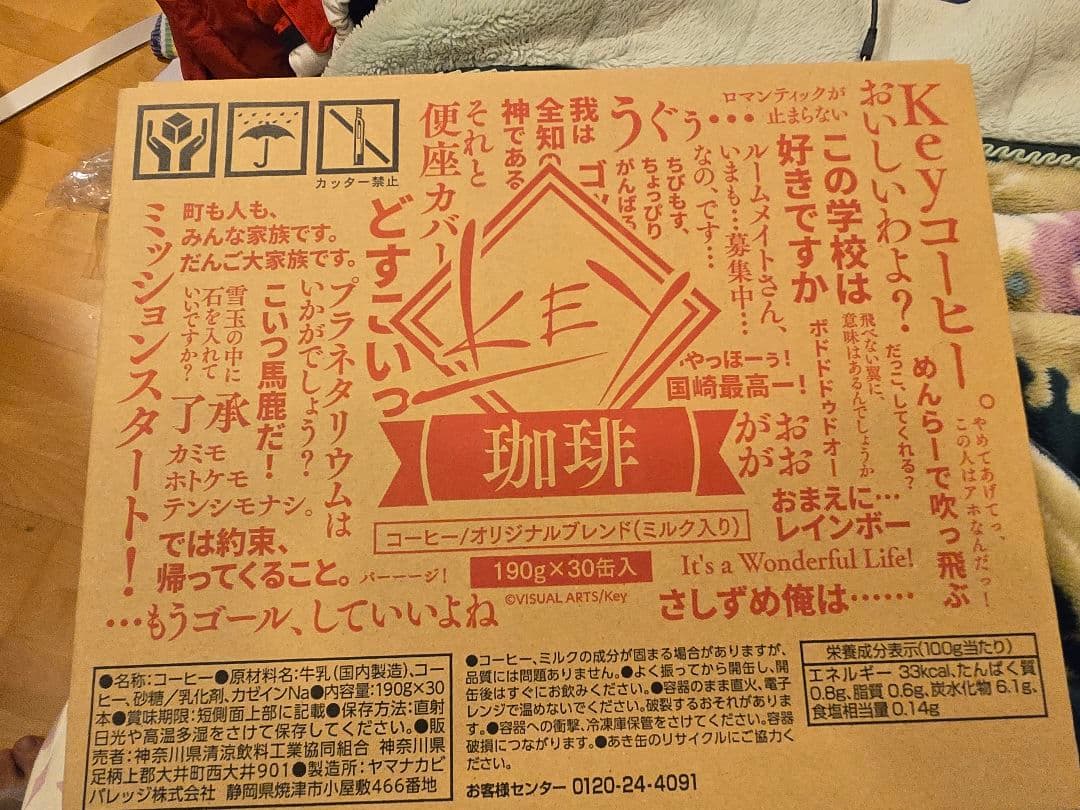 カッター禁止
Keyコーヒー。
おいしいわよ?
ロマンティックが
止まらない
この学校は
好きですか
うぐぅ…
我は
全知の
神である
それと
便座カバー
ルームメイトさん、
いまも…募集中…
なの、です…
ちびもす、
ちょっぴり
がんばる
どすこいっ
町も人も、
みんな家族です。
だんご大家族です。
ミッションスタート!
雪玉の中に
石を入れて
いいですか?
こいつ馬鹿だ!
プラネタリウムは
いかがでしょう?
了承
カミモ
ホトケモ
テンシモナシ。
では約束、
帰ってくること。
パーーージ!
…もうゴール、していいよね
KEY
珈琲
コーヒー/オリジナルブレンド(ミルク入り)
190g×30缶入
©VISUAL ARTS/Key
やっほーぅ!
国崎最高ー!
ボドドドゥドオー
飛べない翼に、
意味はあるんでしょうか
だっこしてくれる?
めんらーで吹っ飛ぶ
やめてあげてっ、
この人はアホなんだっ!
がおがお
おまえに…
レインボー
It's a Wonderful Life!
さしずめ俺は……
●名称:コーヒー●原材料名:牛乳(国内製造)、コー
ヒー、砂糖/乳化剤、カゼインNa●内容量:190g×30
本●賞味期限:短側面上部に記載●保存方法:直射
日光や高温多湿をさけて保存してください。●販
売者:神奈川県清涼飲料工業協同組合 神奈川県
足柄上郡大井町西大井901●製造所:ヤマナカビ
バレッジ株式会社 静岡県焼津市小屋敷466番地
●コーヒー、ミルクの成分が固まる場合がありますが、
品質には問題ありません。●よく振ってから開缶し、開
缶後はすぐにお飲みください。●容器のまま直火、電子
レンジで温めないでください。破裂するおそれがありま
す。●容器への衝撃、冷凍庫保管をさけてください。容器
破損につながります。●あき缶のリサイクルにご協力く
ださい。
お客様センター 0120-24-4091
栄養成分表示(100g当たり)
エネルギー 33kcal、たんぱく質
0.8g、脂質 0.6g、炭水化物 6.1g、
食塩相当量 0.14g